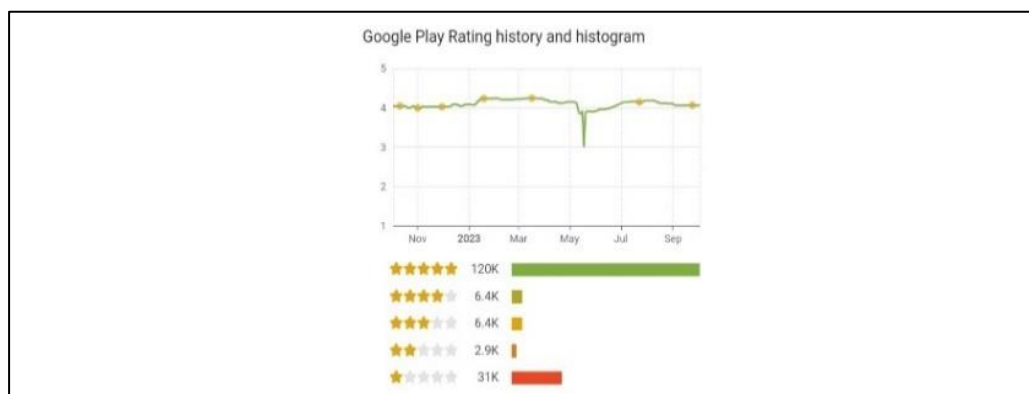 Google Play Rating history and histogram
5
4
3
2
1
Nov 2023 Mar May Jul Sep
120K
6.4K
6.4K
2.9K
31K